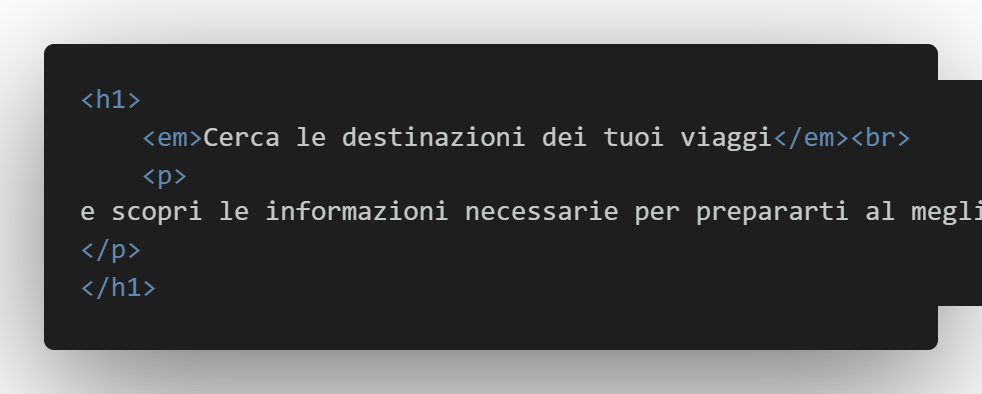 <h1>
<em>Cerca le destinazioni dei tuoi viaggi</em><br>
<p>
e scopri le informazioni necessarie per prepararti al megli
</p>
</h1>